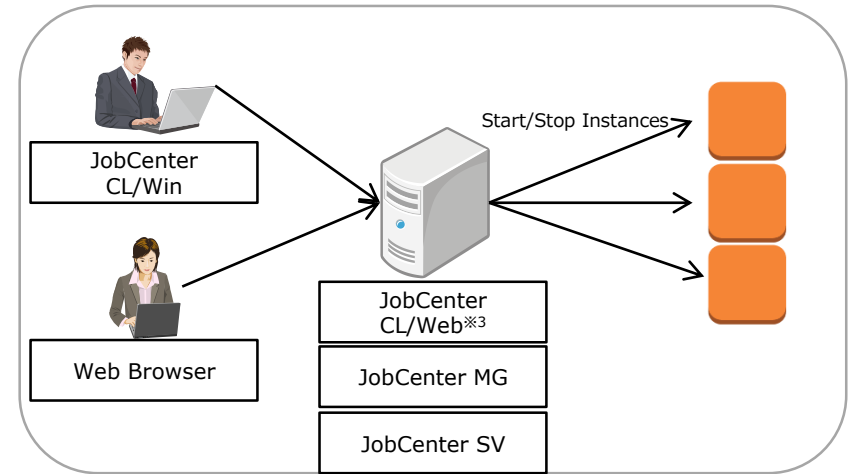 JobCenter
CL/Win
Web Browser
Start/Stop Instances
JobCenter
CL/Web※3
JobCenter MG
JobCenter SV